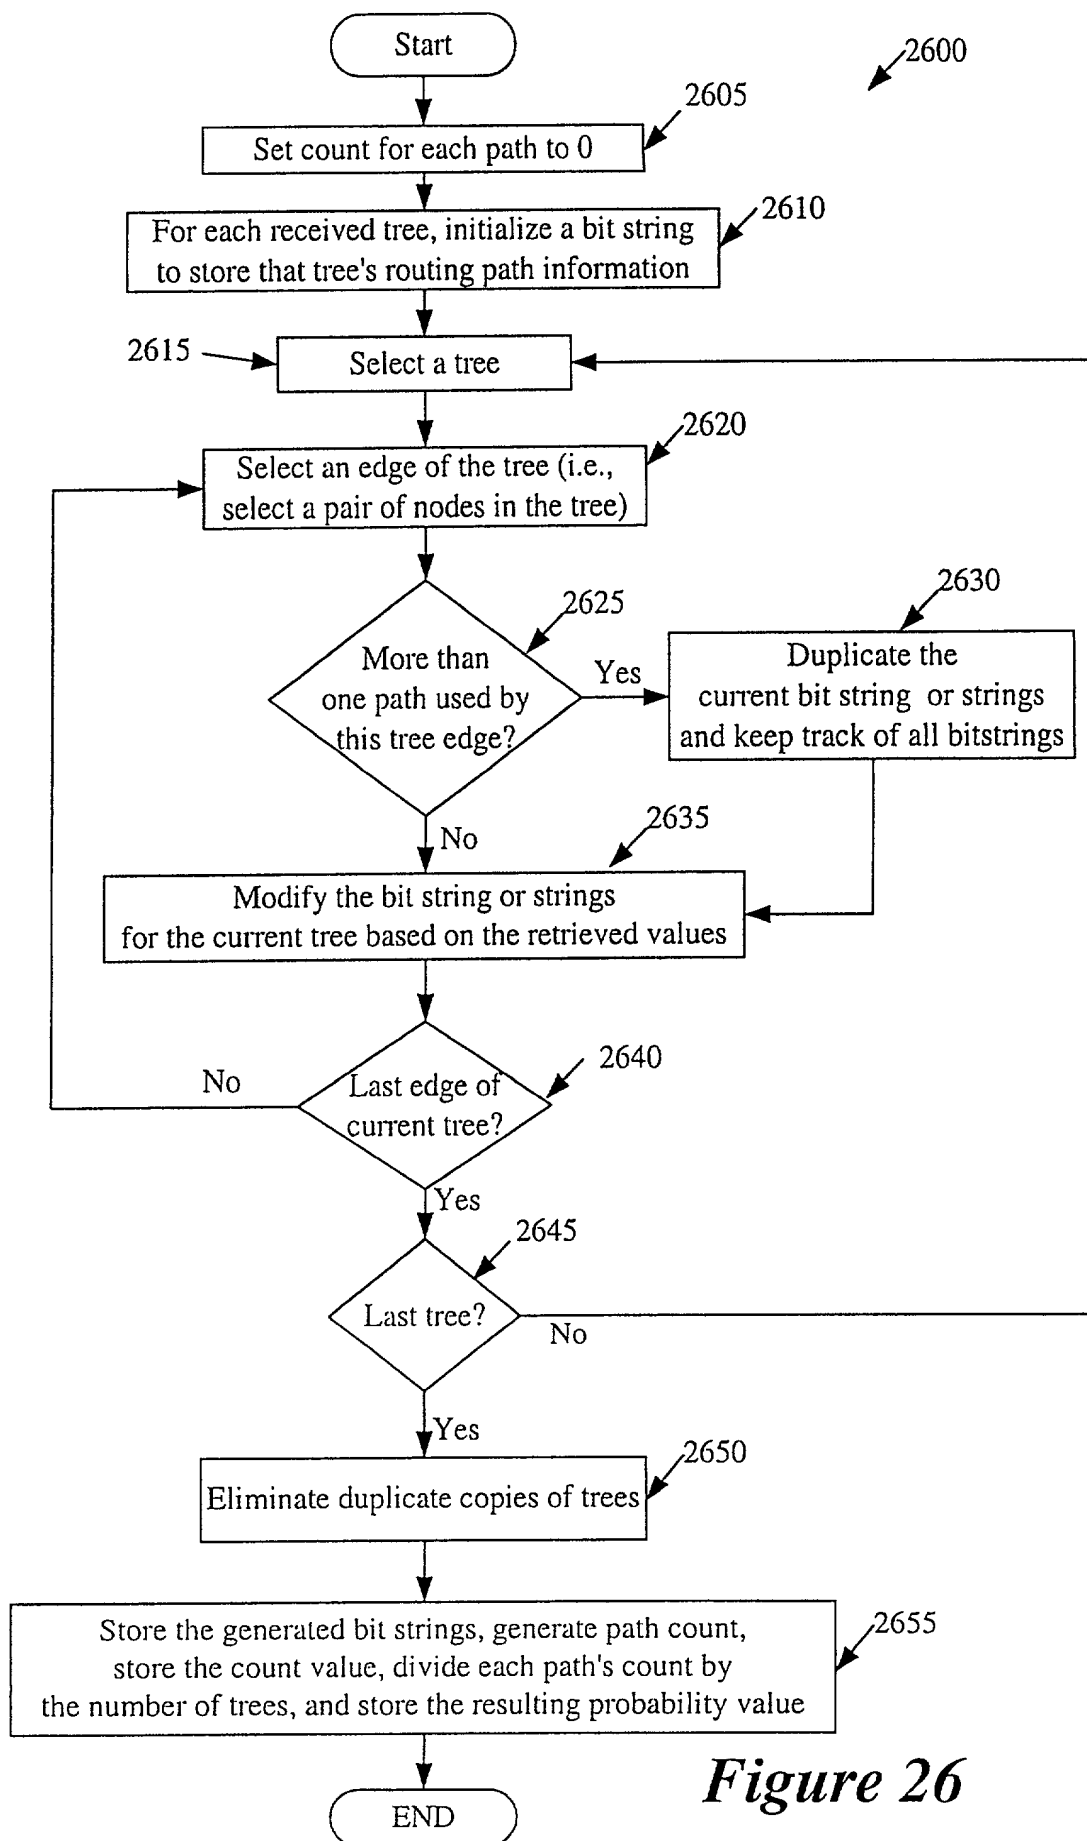 Start
2600
2605
Set count for each path to 0
2610
For each received tree, initialize a bit string
to store that tree's routing path information
2615
Select a tree
2620
Select an edge of the tree (i.e.,
select a pair of nodes in the tree)
2625
More than
one path used by
this tree edge?
Yes
2630
Duplicate the
current bit string or strings
and keep track of all bitstrings
No
2635
Modify the bit string or strings
for the current tree based on the retrieved values
2640
No
Last edge of
current tree?
Yes
2645
Last tree?
No
Yes
2650
Eliminate duplicate copies of trees
2655
Store the generated bit strings, generate path count,
store the count value, divide each path's count by
the number of trees, and store the resulting probability value
END
Figure 26